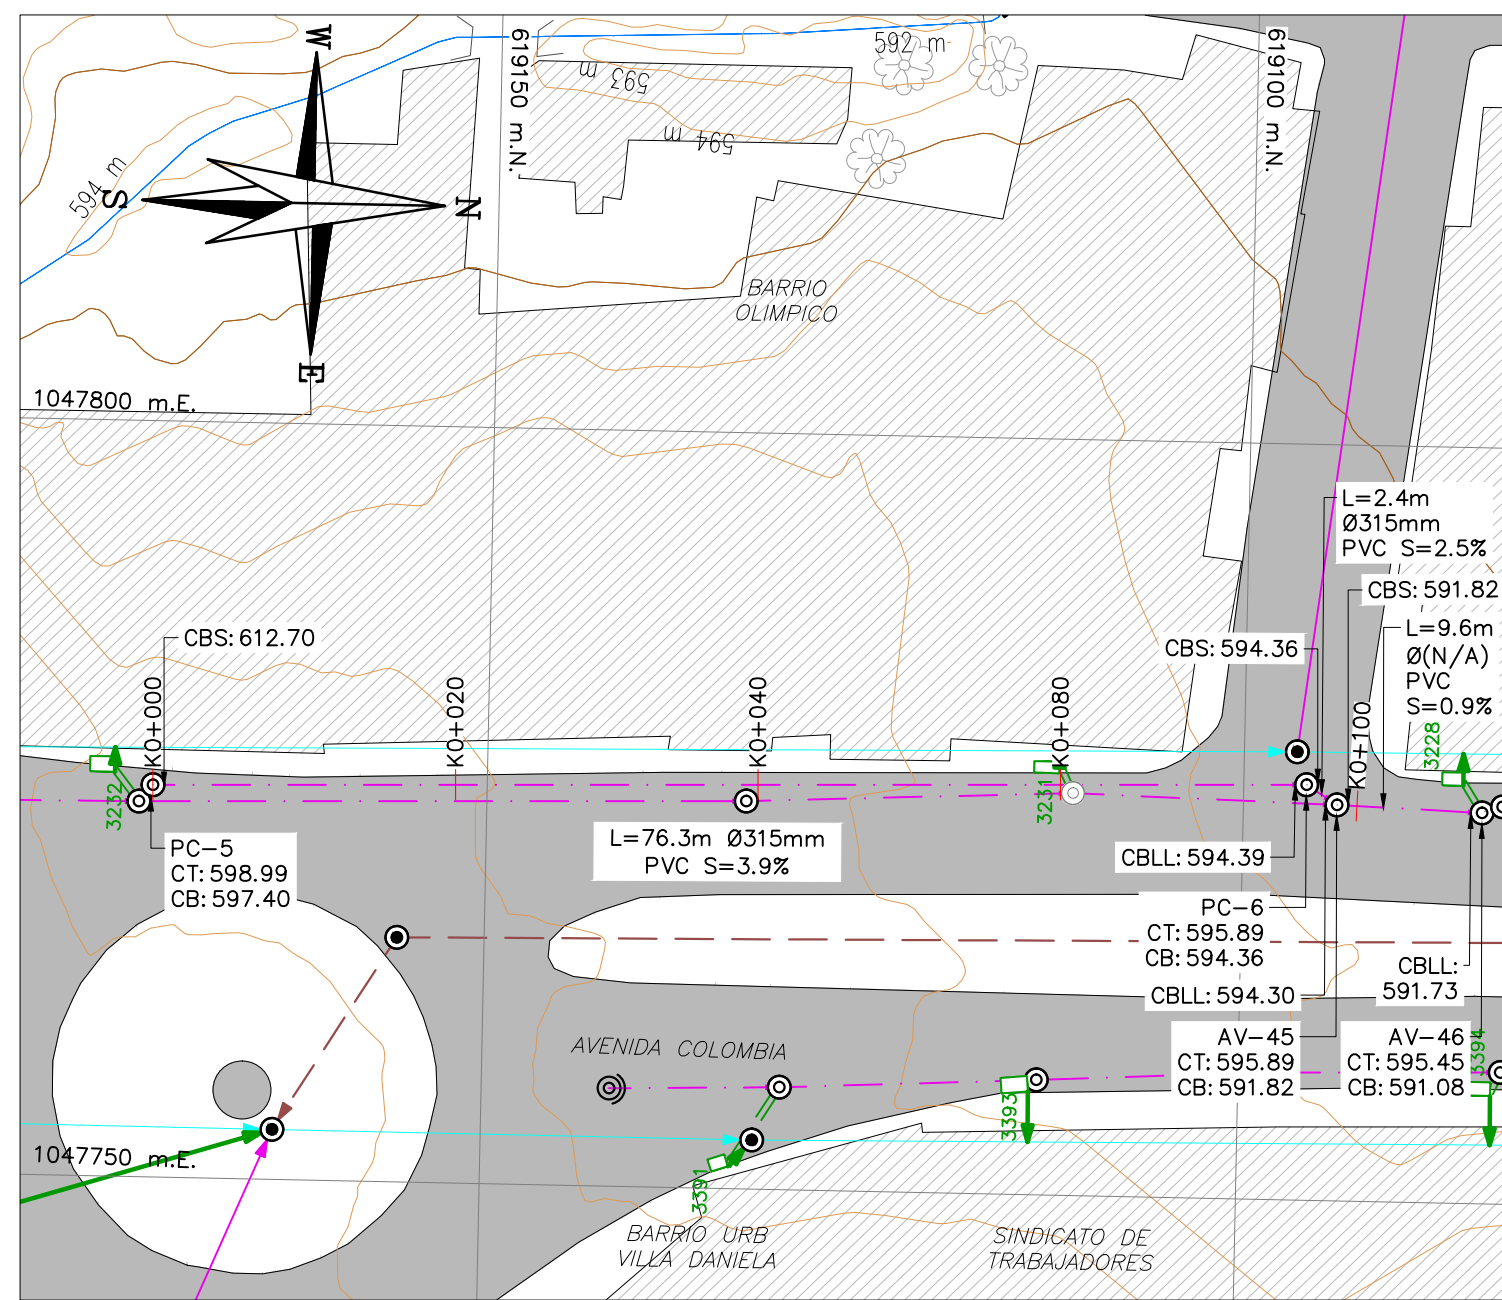 W
S
N
E
619150 m.N.
619100 m.N.
592 m
593 m
594 m
594 m
BARRIO
OLIMPICO
1047800 m.E.
L=2.4m
Ø315mm
PVC S=2.5%
CBS: 591.82
L=9.6m
Ø(N/A)
PVC
S=0.9%
CBS: 594.36
CBS: 612.70
K0+000
K0+020
K0+040
K0+080
K0+100
3232
3231
3228
PC-5
CT: 598.99
CB: 597.40
L=76.3m Ø315mm
PVC S=3.9%
CBLL: 594.39
PC-6
CT: 595.89
CB: 594.36
CBLL: 594.30
CBLL:
591.73
AV-45
CT: 595.89
CB: 591.82
AV-46
CT: 595.45
CB: 591.08
3394
3393
3391
AVENIDA COLOMBIA
1047750 m.E.
BARRIO URB
VILLA DANIELA
SINDICATO DE
TRABAJADORES